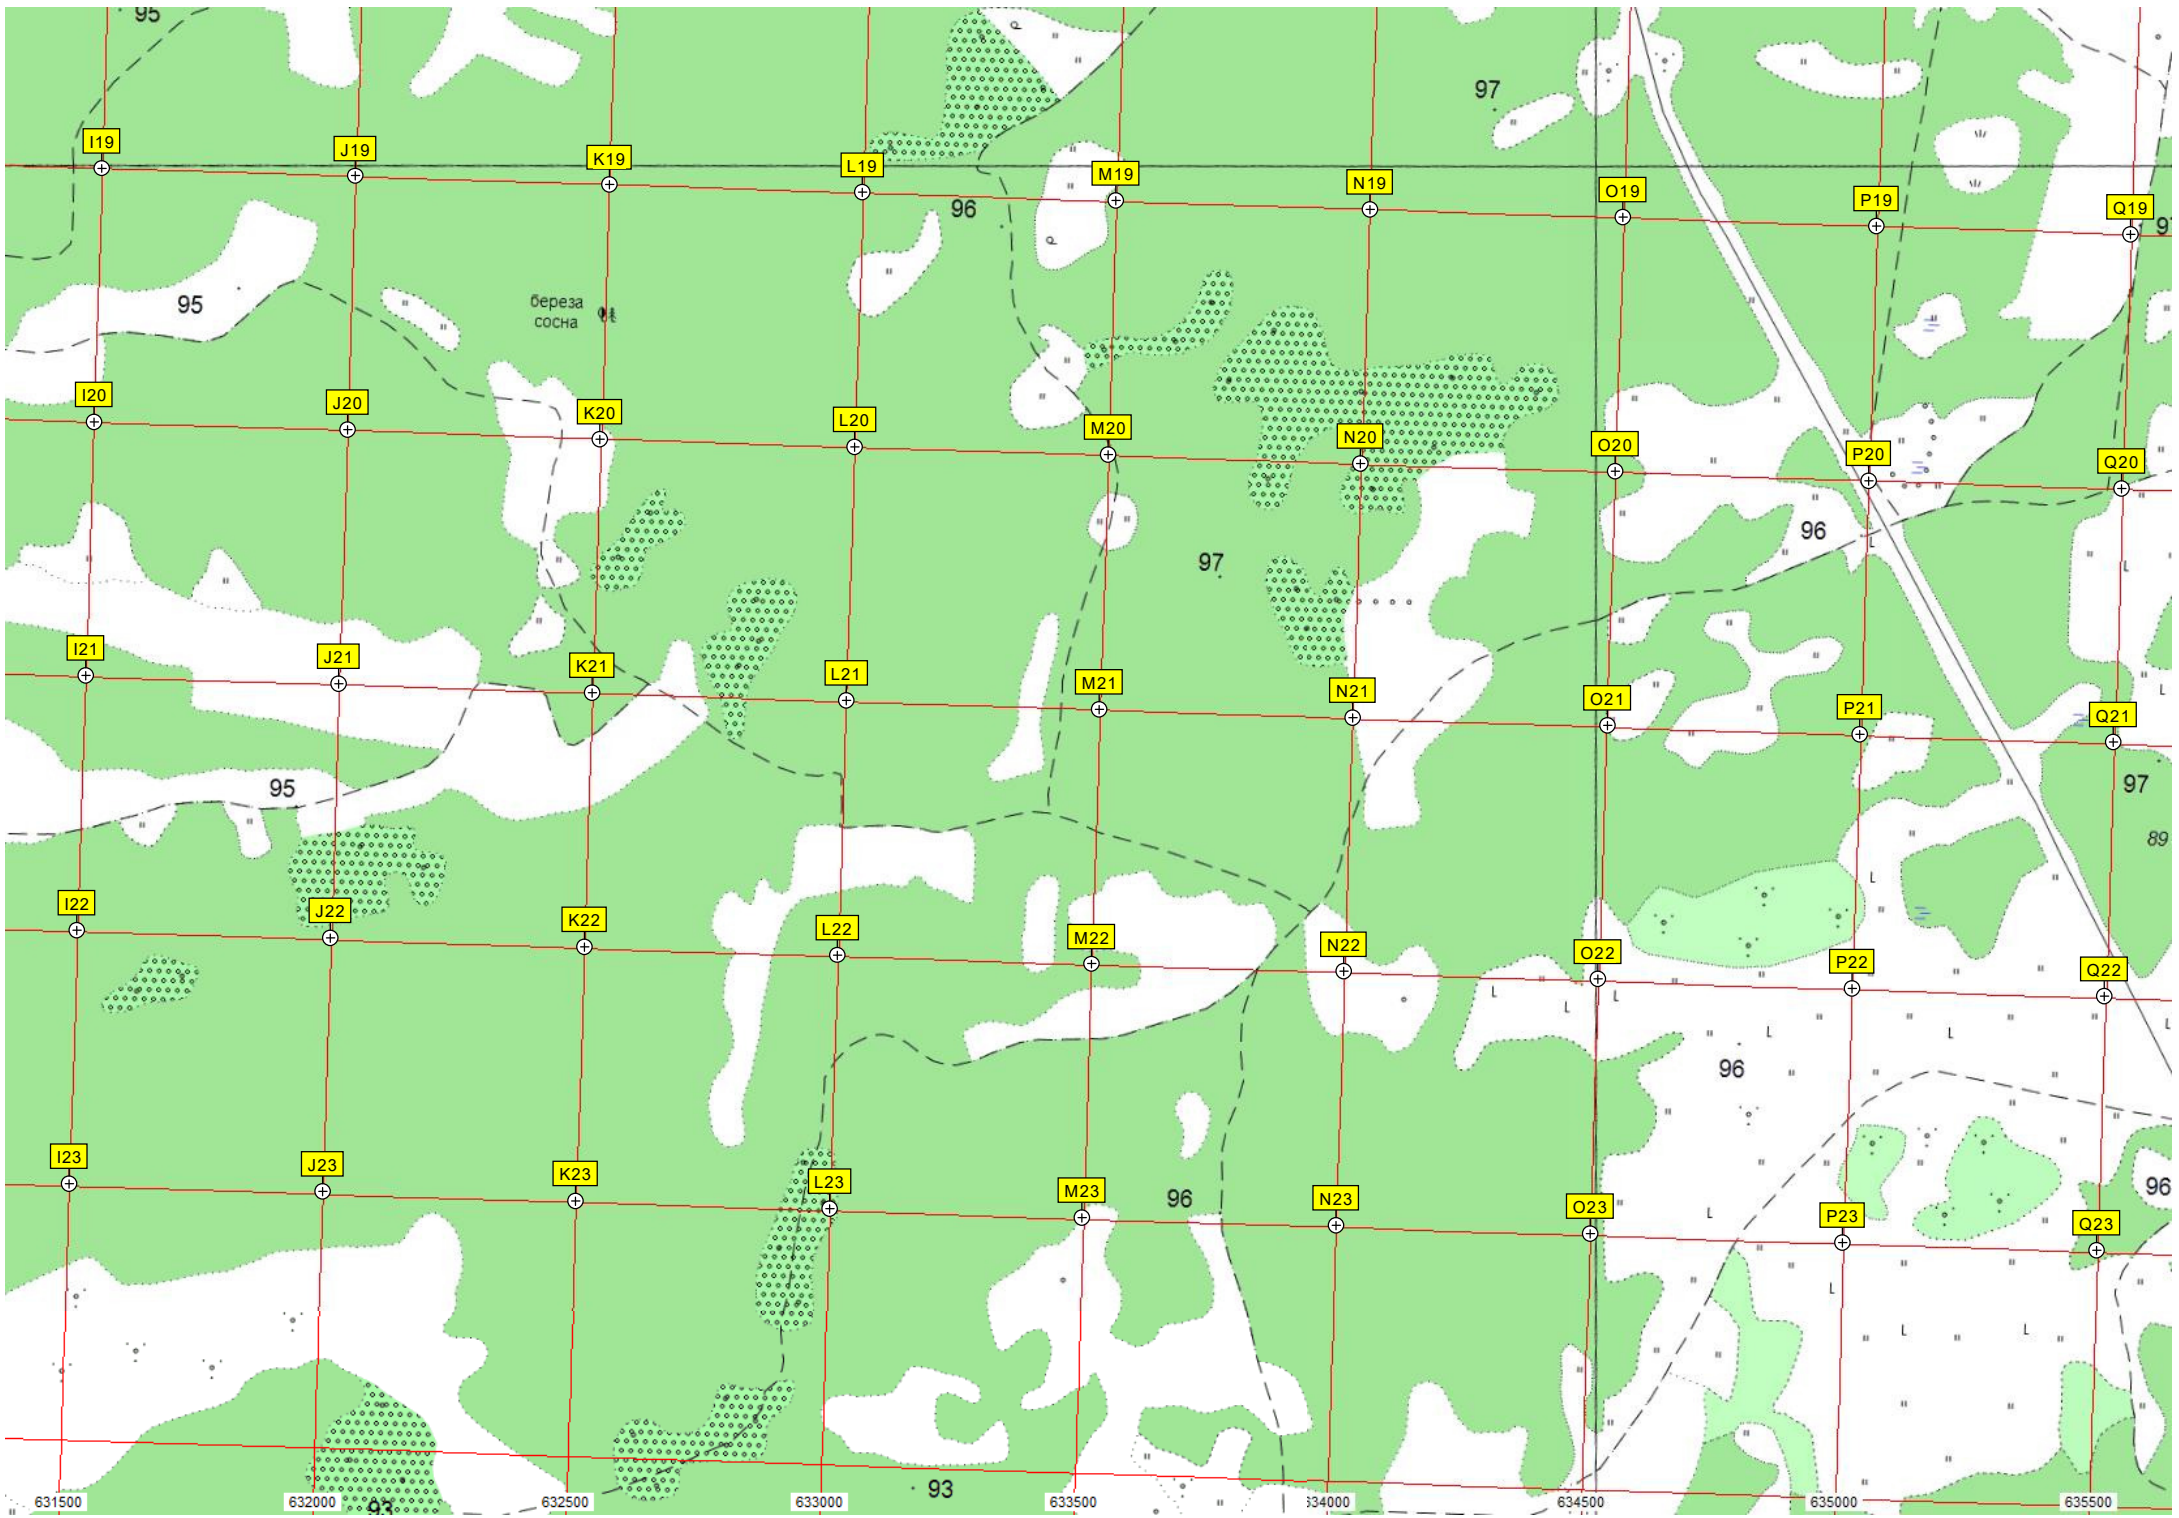 95
97
I19
J19
K19
L19
M19
N19
O19
P19
Q19
96
95
береза
сосна
I20
J20
K20
L20
M20
N20
O20
P20
Q20
96
97
I21
J21
K21
L21
M21
N21
O21
P21
Q21
95
97
89
I22
J22
K22
L22
M22
N22
O22
P22
Q22
96
I23
J23
K23
L23
M23
96
N23
O23
P23
Q23
96
93
93
631500
632000
632500
633000
633500
634000
634500
635000
635500